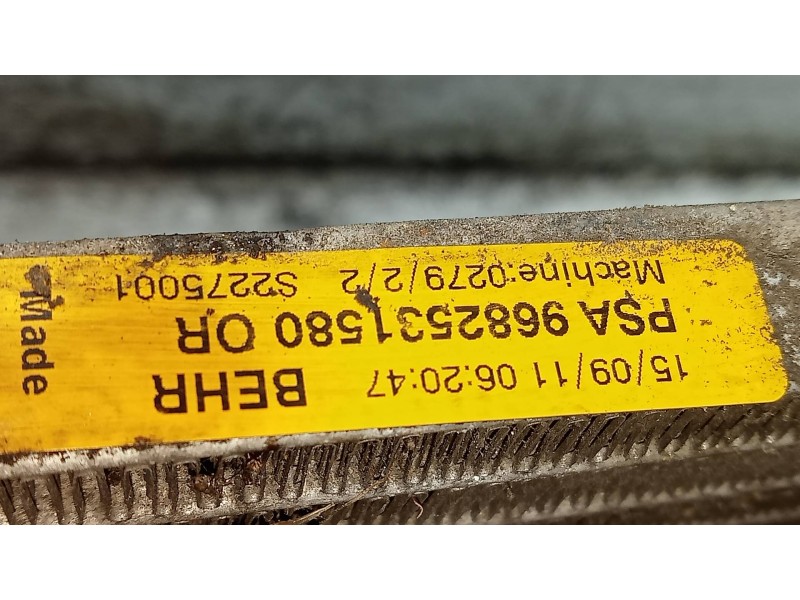 15/09/11 06:20:47 BEHR
PSA 9682531580 OR
Machine:0279/2/2 S2275001
Made